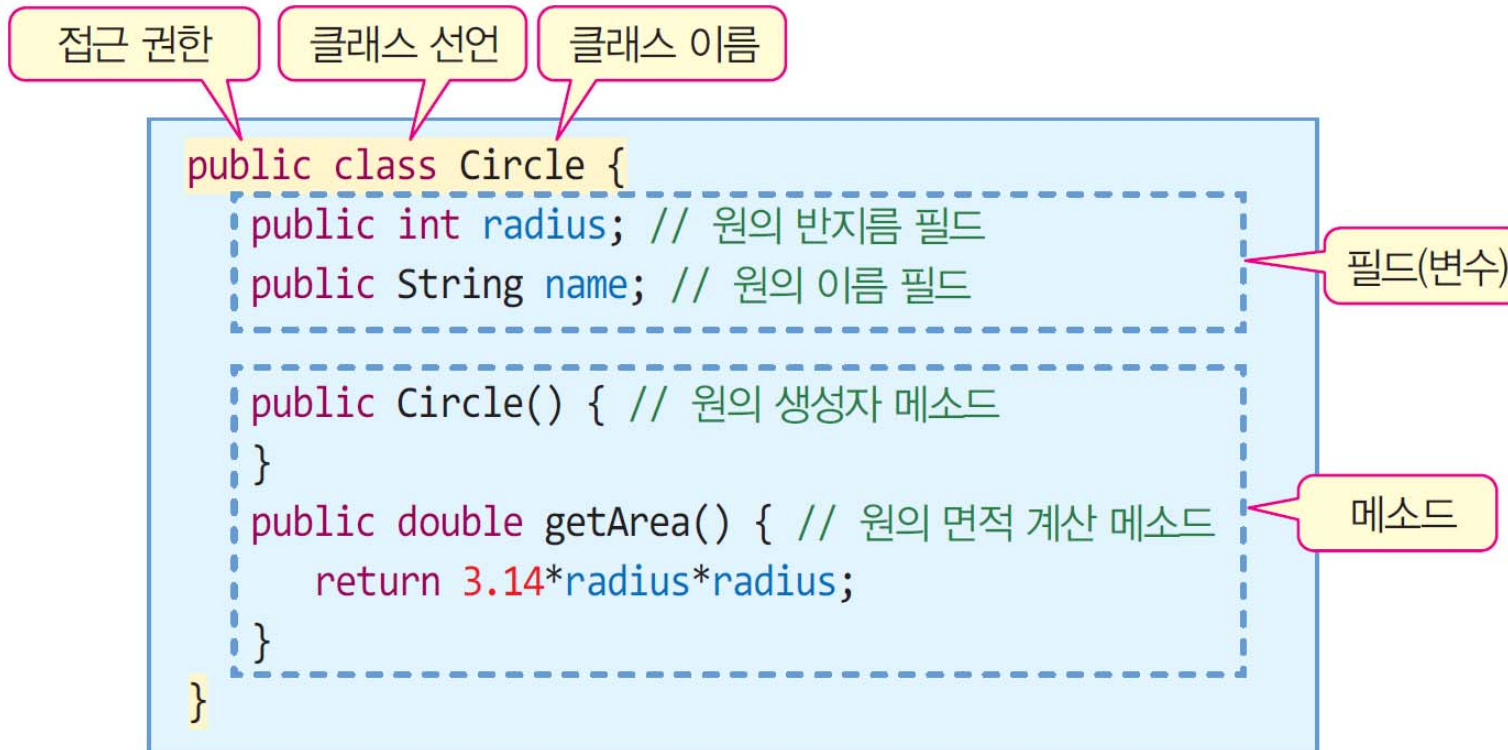 접근 권한
클래스 선언
클래스 이름
public class Circle {
public int radius; // 원의 반지름 필드
public String name; // 원의 이름 필드
필드(변수)
public Circle() { // 원의 생성자 메소드
}
public double getArea() { // 원의 면적 계산 메소드
return 3.14*radius*radius;
}
메소드
}